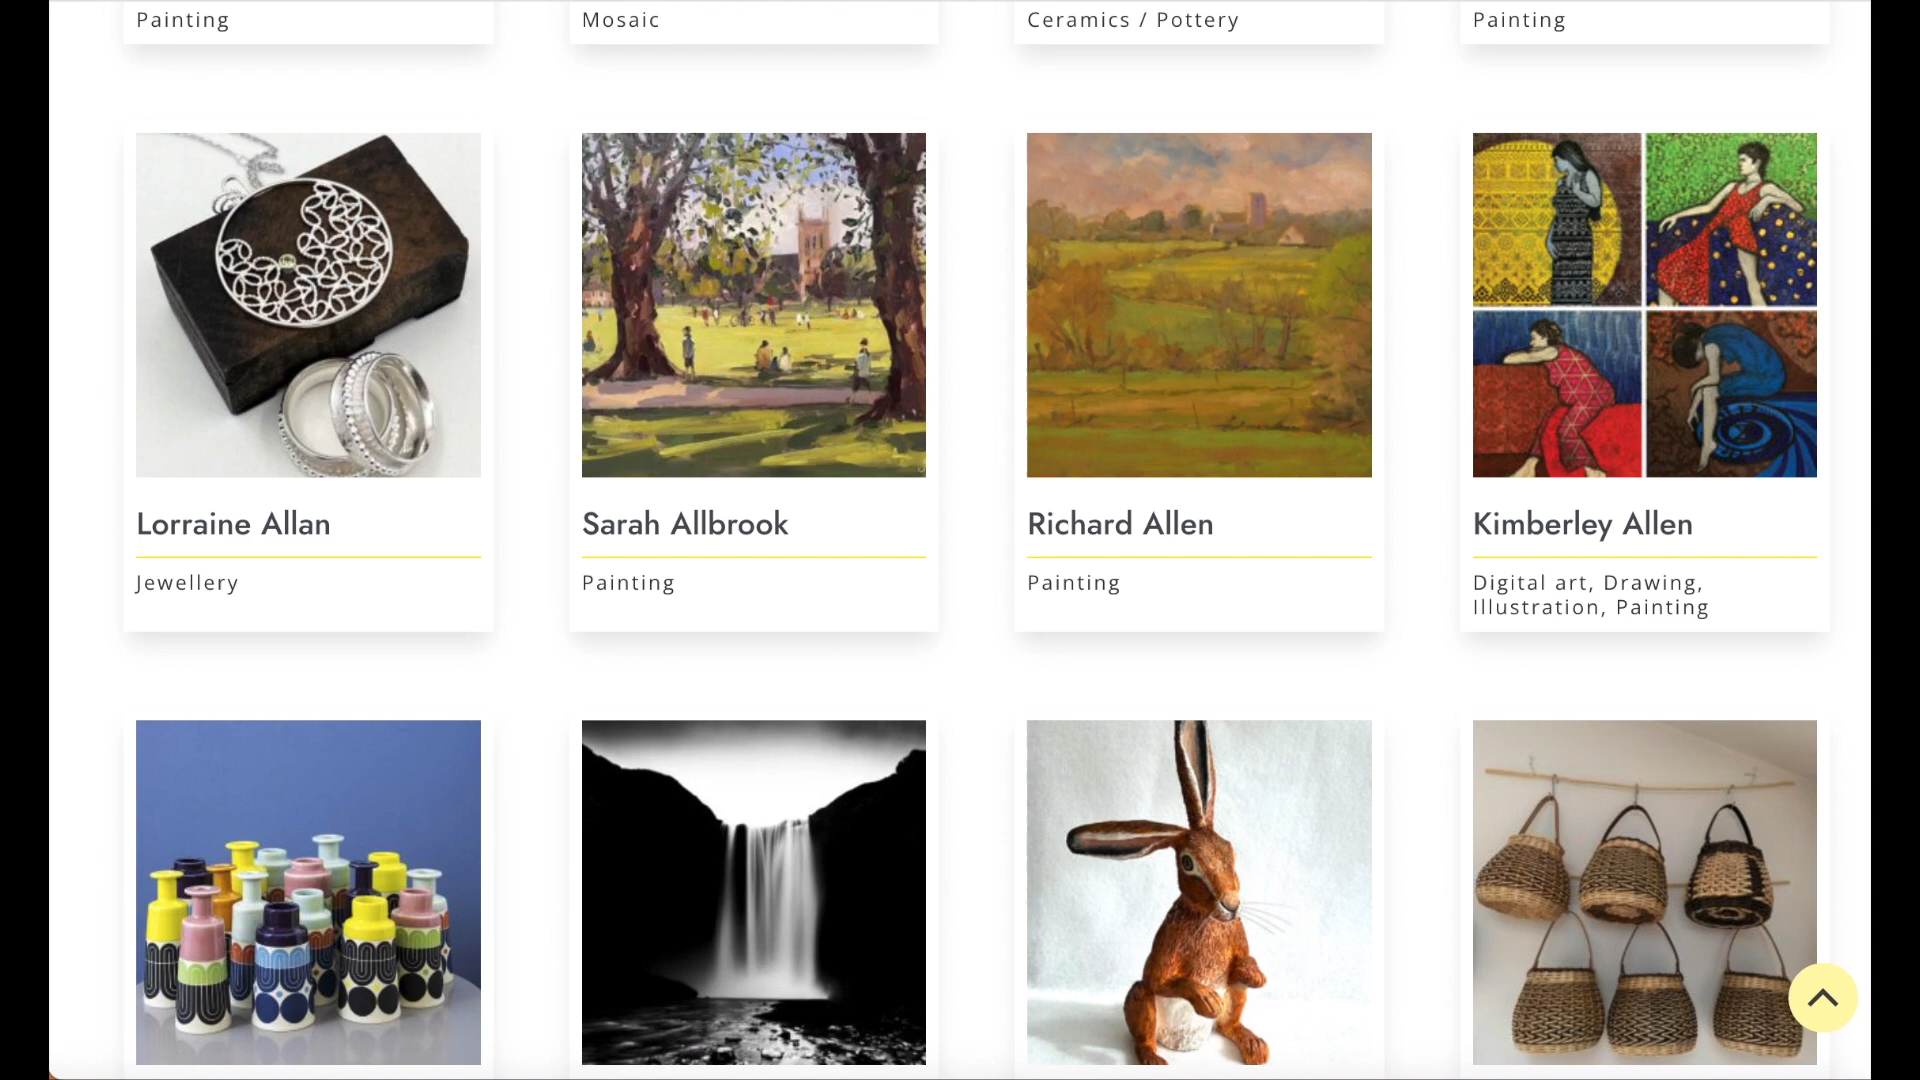 Painting
Mosaic
Ceramics / Pottery
Painting
Lorraine Allan
Jewellery
Sarah Allbrook
Painting
Richard Allen
Painting
Kimberley Allen
Digital art, Drawing,
Illustration, Painting